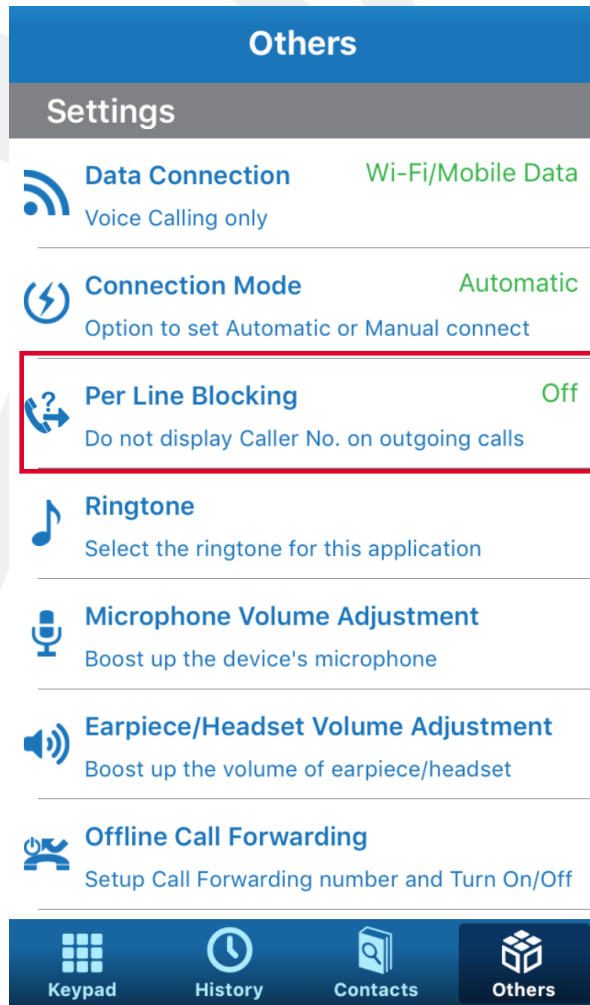 Others
Settings
Data Connection Wi-Fi/Mobile Data
Voice Calling only
Connection Mode Automatic
Option to set Automatic or Manual connect
Per Line Blocking Off
Do not display Caller No. on outgoing calls
Ringtone
Select the ringtone for this application
Microphone Volume Adjustment
Boost up the device's microphone
Earpiece/Headset Volume Adjustment
Boost up the volume of earpiece/headset
Offline Call Forwarding
Setup Call Forwarding number and Turn On/Off
Keypad History Contacts Others